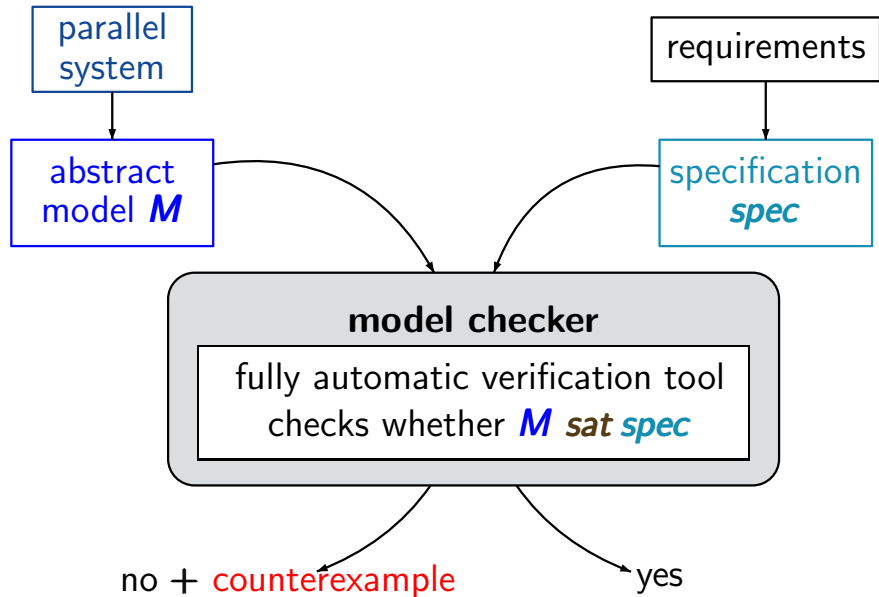 parallel
system
requirements
abstract
model M
specification
spec
model checker
fully automatic verification tool
checks whether M sat spec
no + counterexample
yes